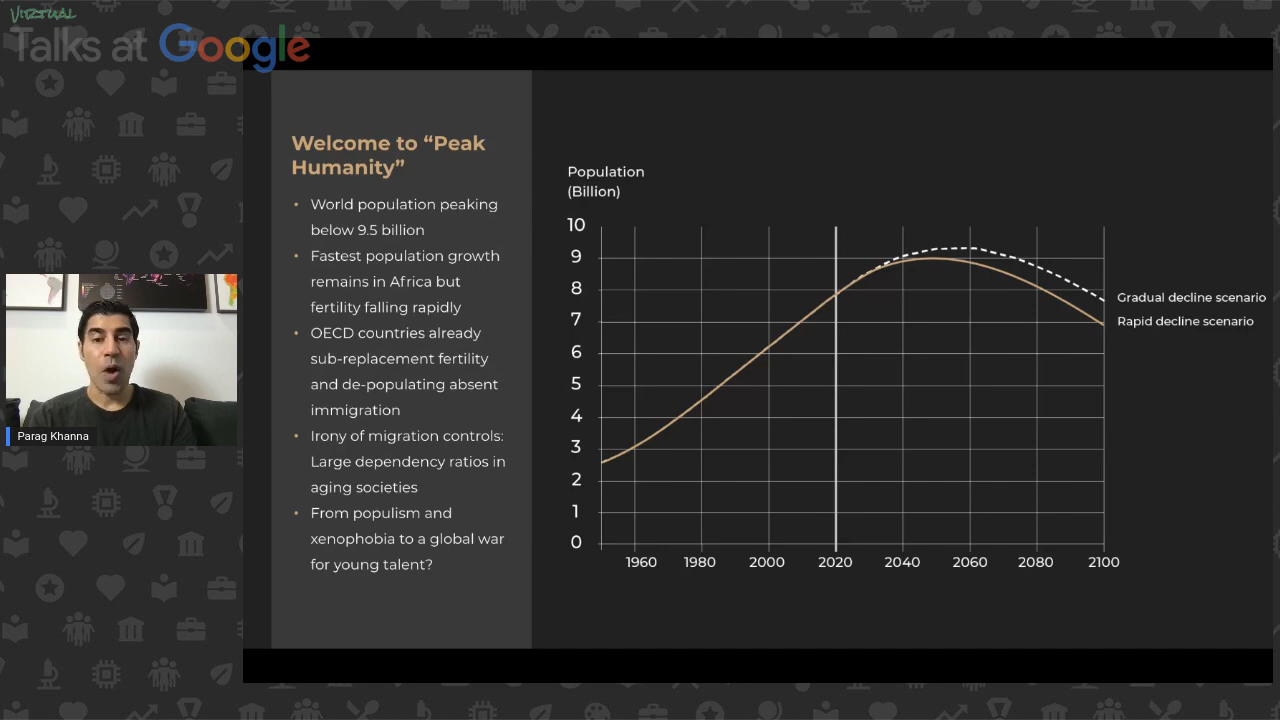 VIRTUAL
Talks at Google
Welcome to “Peak
Humanity”
• World population peaking
below 9.5 billion
• Fastest population growth
remains in Africa but
fertility falling rapidly
• OECD countries already
sub-replacement fertility
and de-populating absent
immigration
• Irony of migration controls:
Large dependency ratios in
aging societies
• From populism and
xenophobia to a global war
for young talent?
Population
(Billion)
10
9
8
7
6
5
4
3
2
1
0
1960 1980 2000 2020 2040 2060 2080 2100
Gradual decline scenario
Rapid decline scenario
Parag Khanna